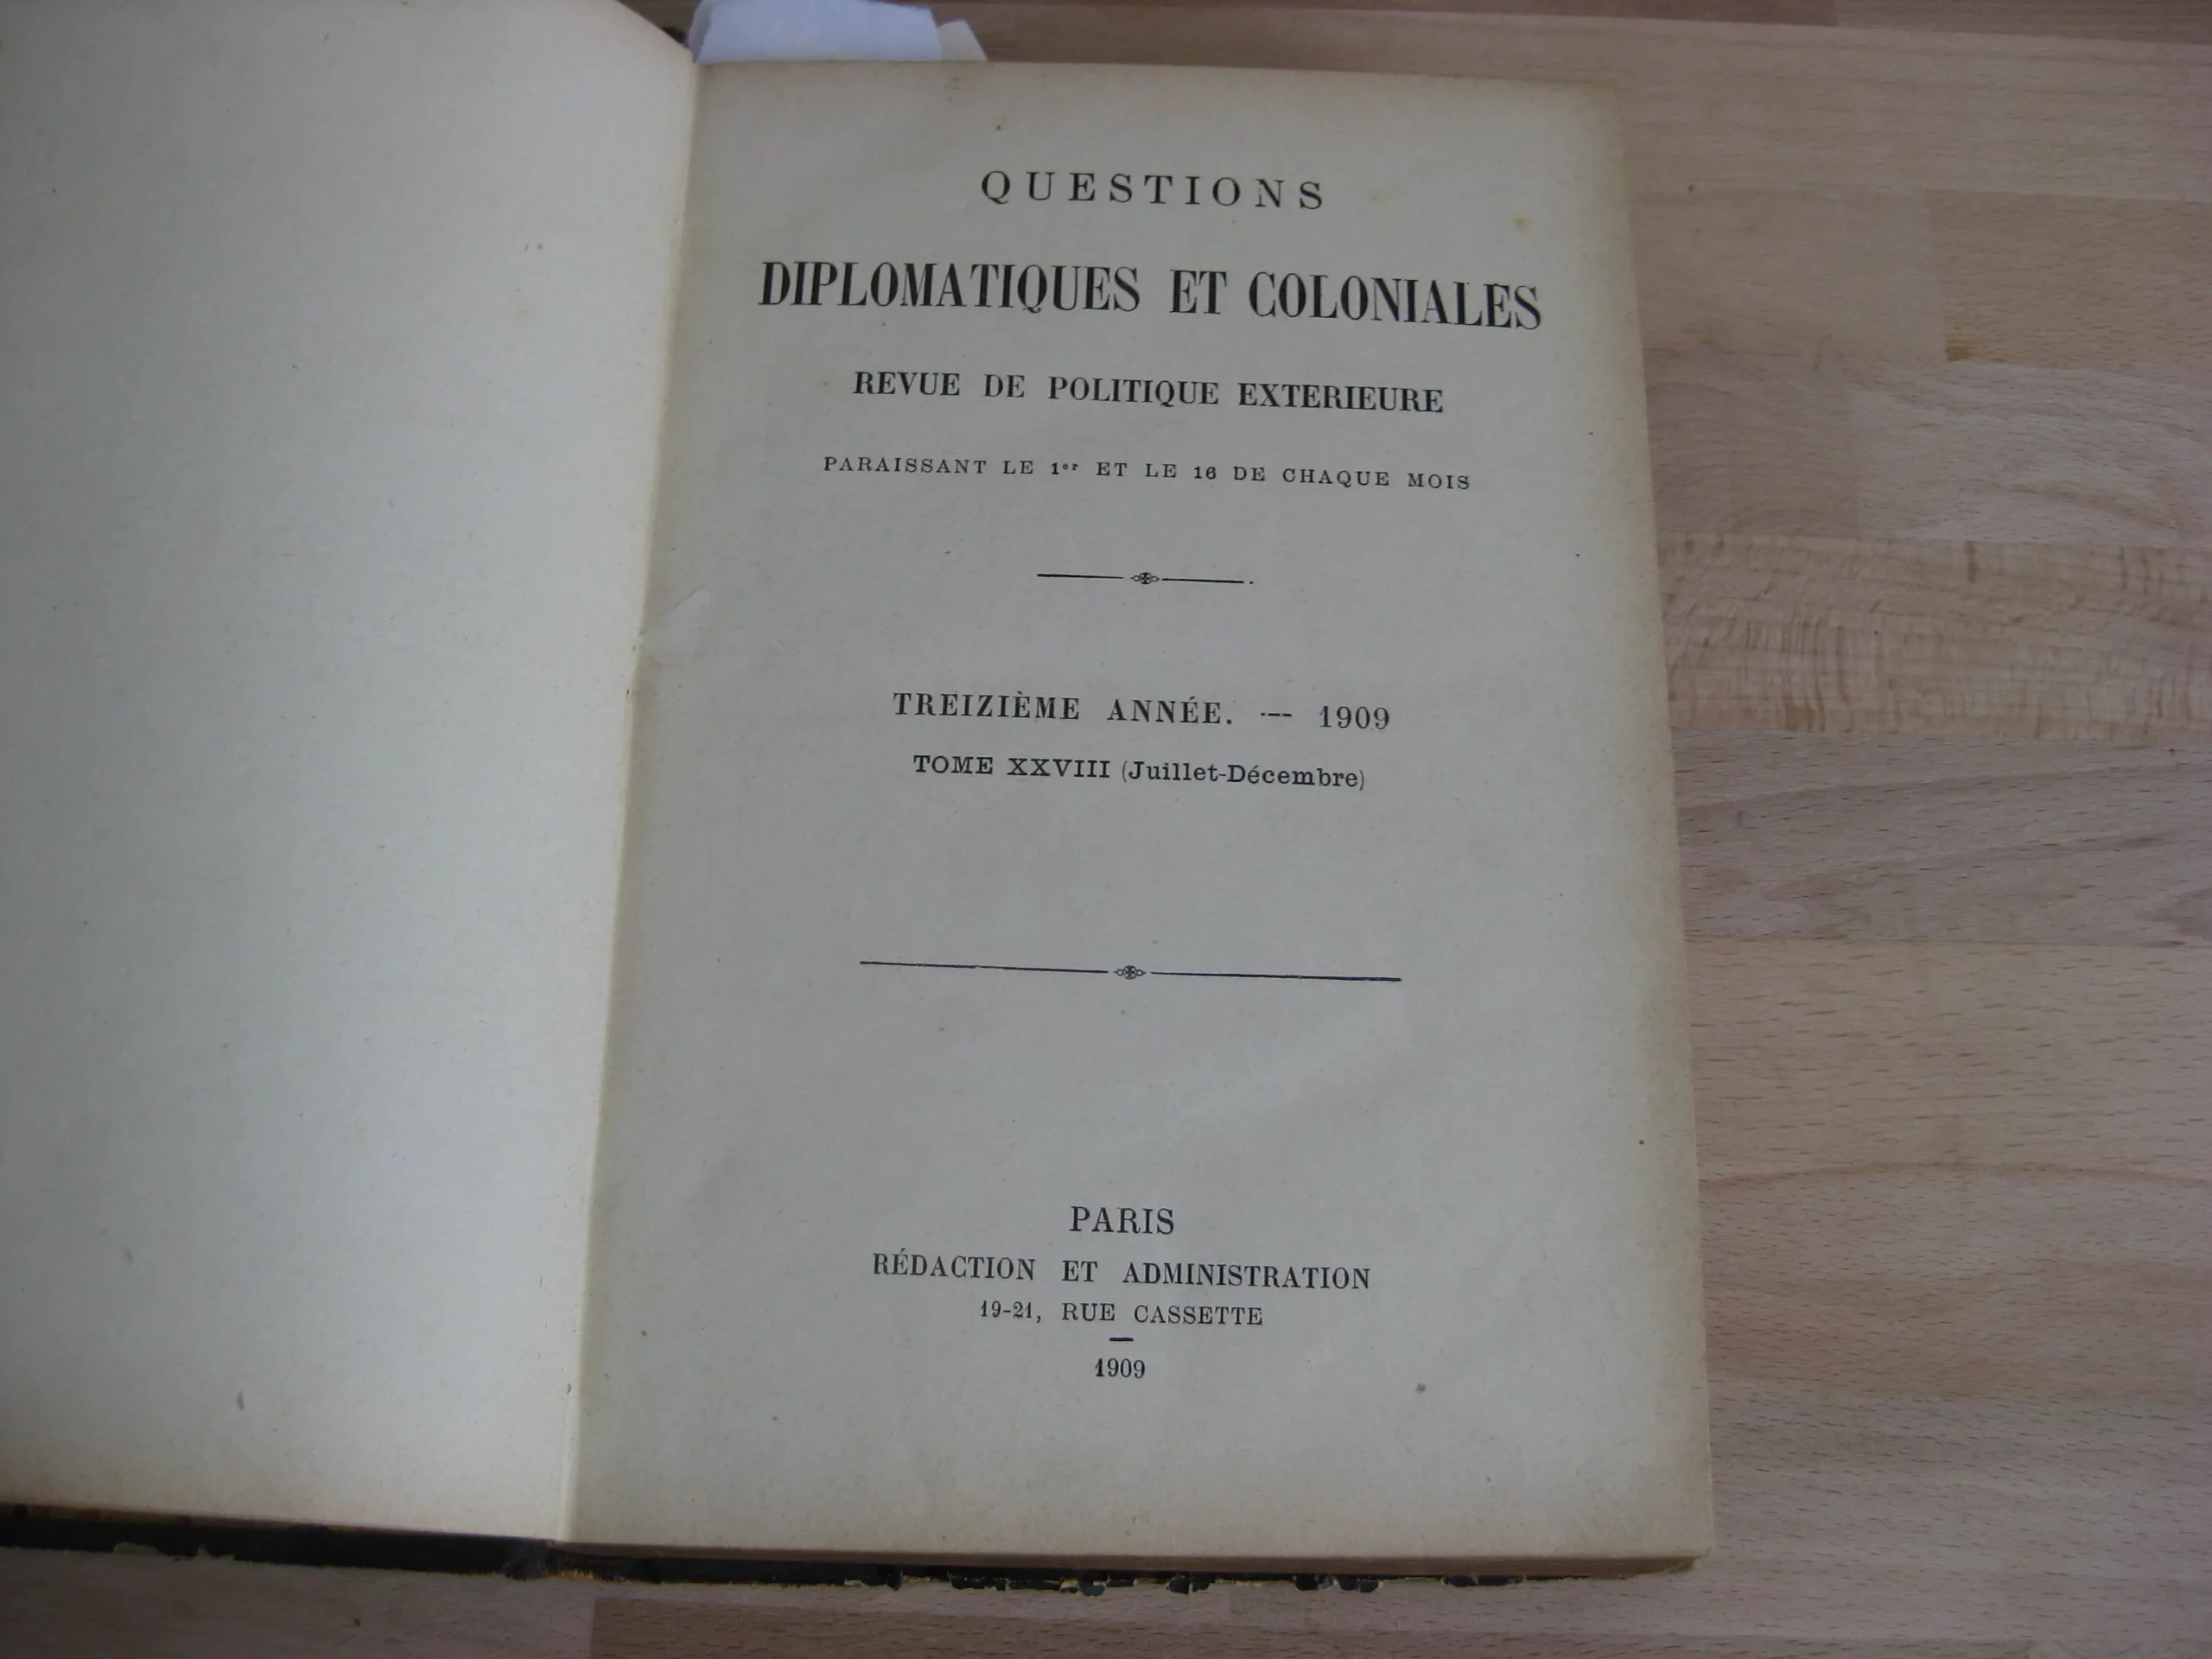 QUESTIONS
DIPLOMATIQUES ET COLONIALES
REVUE DE POLITIQUE EXTERIEURE
PARAISSANT LE 1er ET LE 16 DE CHAQUE MOIS
TREIZIÈME ANNÉE. — 1909
TOME XXVIII (Juillet-Décembre)
PARIS
RÉDACTION ET ADMINISTRATION
19-21, RUE CASSETTE
1909